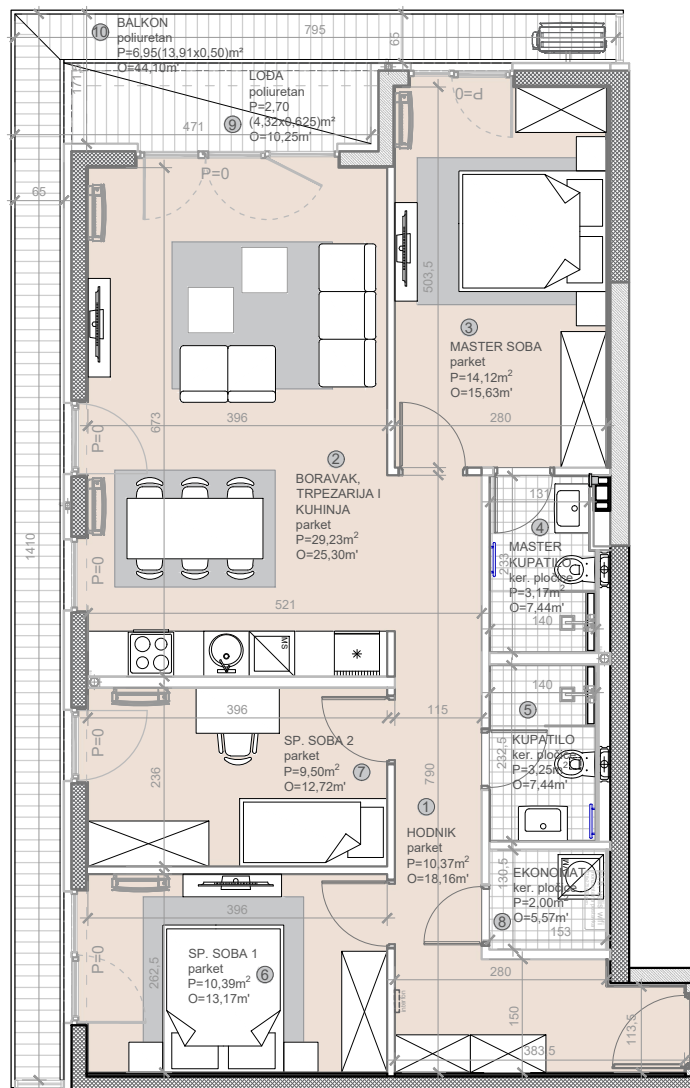 10
BALKON
poliuretan
P=6,95(13,91x0,50)m²
O=44,10m'
795
65
171,5
LOĐA
poliuretan
P=2,70
(4,32x0,625)m²
O=10,25m'
9
471
P=0
P=0
65
503,5
3
MASTER SOBA
parket
P=14,12m²
O=15,63m'
396
280
673
P=0
2
BORAVAK,
TRPEZARIJA I
KUHINJA
parket
P=29,23m²
O=25,30m'
131
4
MASTER
KUPATILO
ker. pločice
P=3,17m²
O=7,44m'
233
1410
P=0
521
140
MS
140
5
396
115
P=0
SP. SOBA 2
parket
P=9,50m²
O=12,72m'
7
236
790
KUPATILO
ker. pločice
P=3,25m²
O=7,44m'
232,5
1
HODNIK
parket
P=10,37m²
O=18,16m'
EKONOMAT
ker. pločice
P=2,00m²
O=5,57m'
130,5
8
153
396
P=0
SP. SOBA 1
parket
P=10,39m²
O=13,17m'
6
262,5
280
150
383,5
113,5